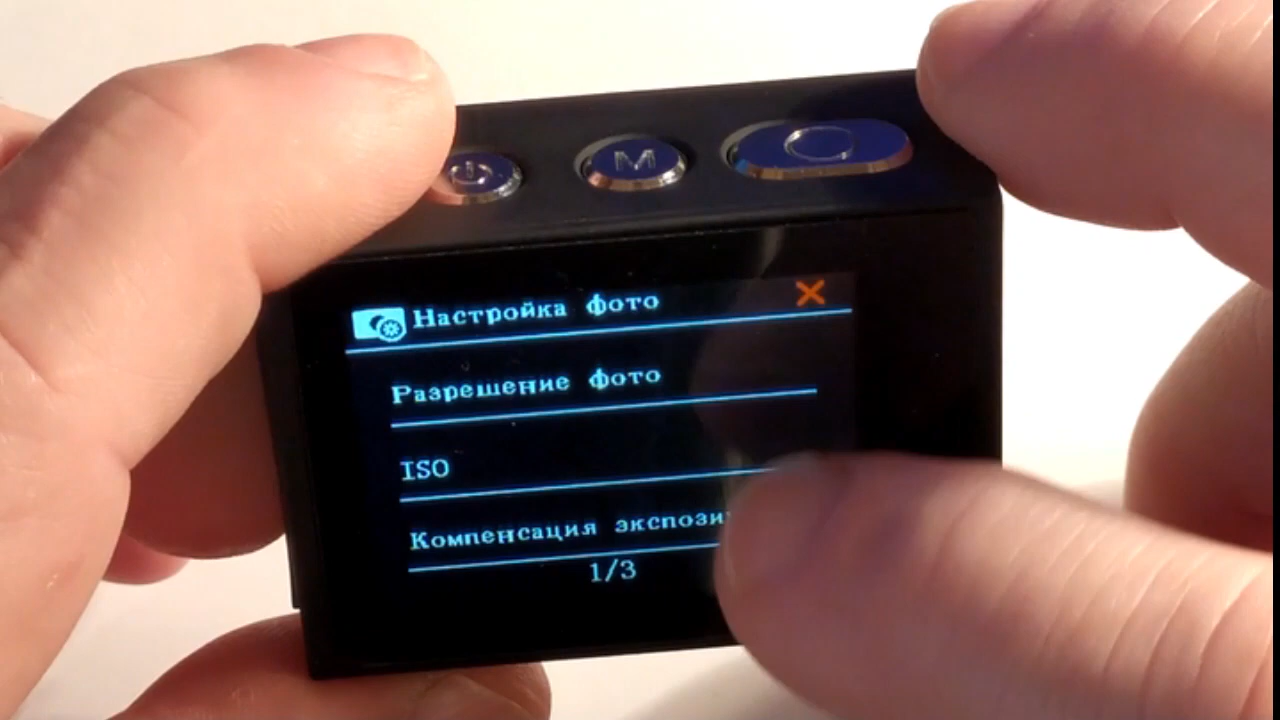 M
Настройка фото
Разрешение фото
ISO
Компенсация
1/3